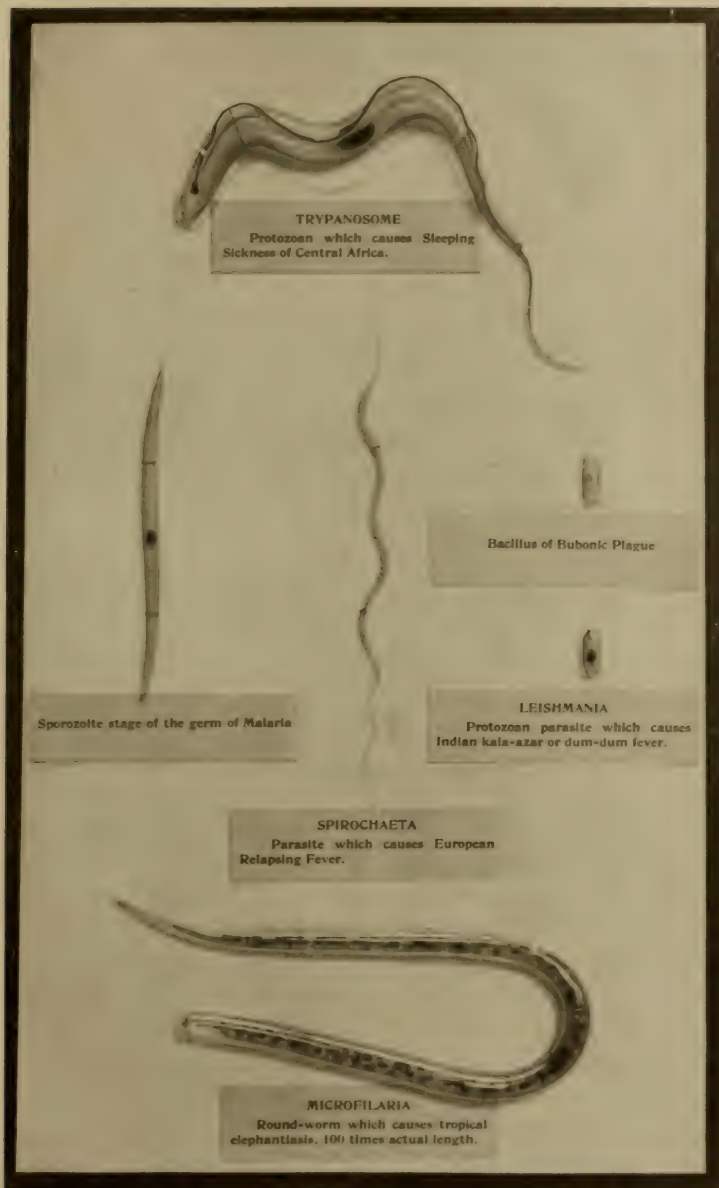 TRYPANOSOME
Protozoan which causes Sleeping
Sickness of Central Africa.
Bacillus of Bubonic Plague
Sporozoite stage of the germ of Malaria
LEISHMANIA
Protozoan parasite which causes
Indian kala-azar or dum-dum fever.
SPIROCHAETA
Parasite which causes European
Relapsing Fever.
MICROFILARIA
Round-worm which causes tropical
elephantiasis. 100 times actual length.